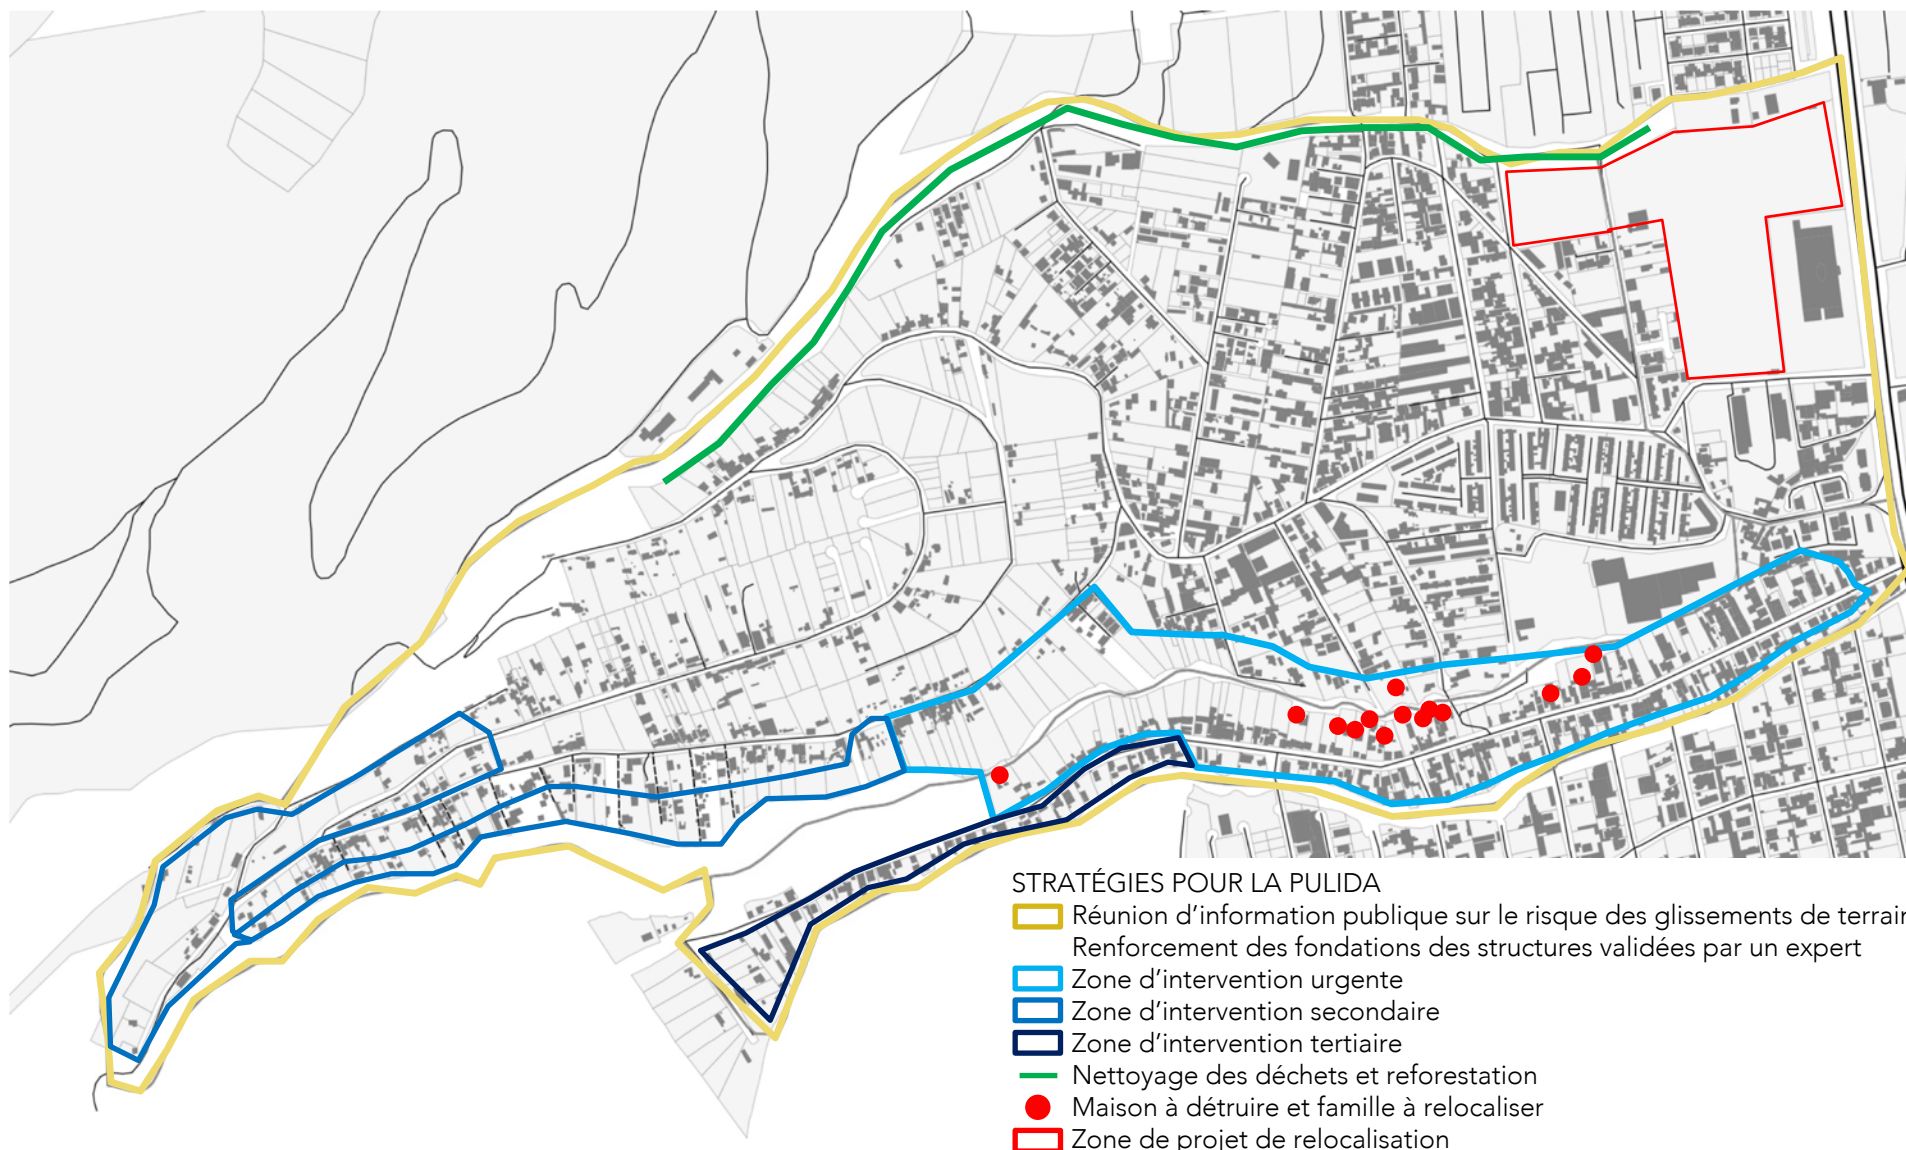 STRATÉGIES POUR LA PULIDA
Réunion d'information publique sur le risque des glissements de terrain
Renforcement des fondations des structures validées par un expert
Zone d'intervention urgente
Zone d'intervention secondaire
Zone d'intervention tertiaire
Nettoyage des déchets et reforestation
Maison à détruire et famille à relocaliser
Zone de projet de relocalisation